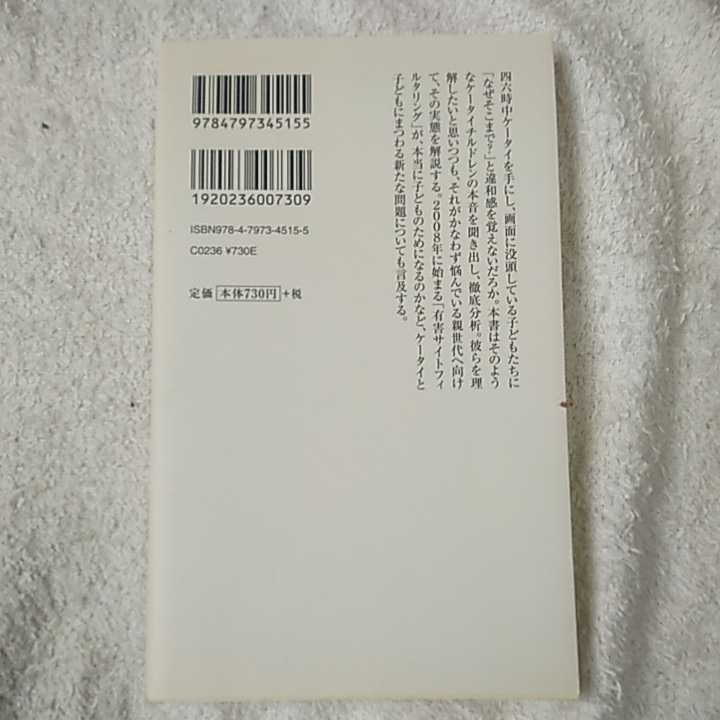 9784797345155
1920236007309
ISBN978-4-7973-4515-5
C0236 ¥730E
定価 本体730円 +税
四六時中ケータイを手にし、画面に没頭している子どもたちに
「なぜそこまで?」と違和感を覚えないだろか。本書はそのよう
なケータイチルドレンの本音を聞き出し、徹底分析。彼らを理
解したいと思いつつも、それがかなわず悩んでいる親世代へ向け
て、その実態を解説する。2008年に始まる「有害サイトフィ
ルタリング」が、本当に子どものためになるのかなど、ケータイと
子どもにまつわる新たな問題についても言及する。